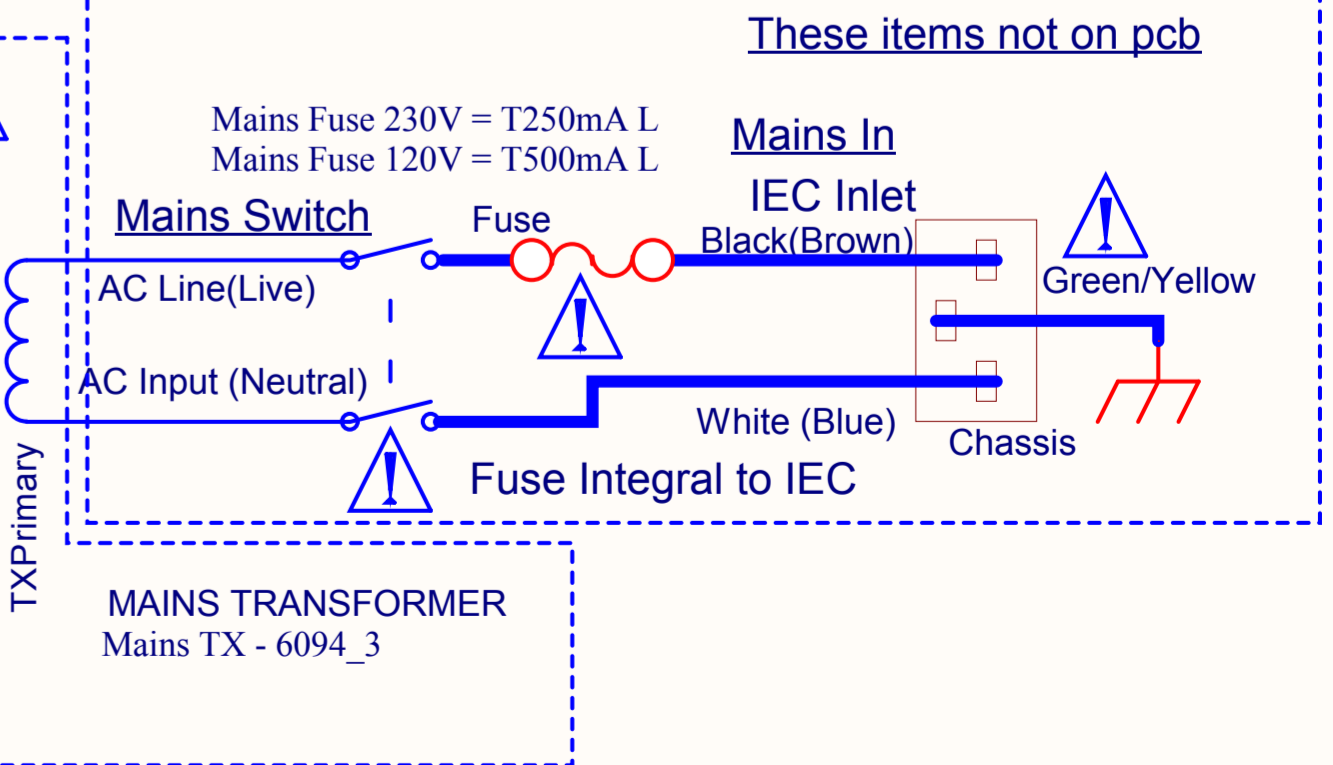 These items not on pcb
Mains Fuse 230V = T250mA L
Mains Fuse 120V = T500mA L
Mains In
IEC Inlet
Mains Switch
Fuse
Black(Brown)
AC Line(Live)
Green/Yellow
AC Input (Neutral)
White (Blue)
Chassis
Fuse Integral to IEC
TXPrimary
MAINS TRANSFORMER
Mains TX - 6094_3